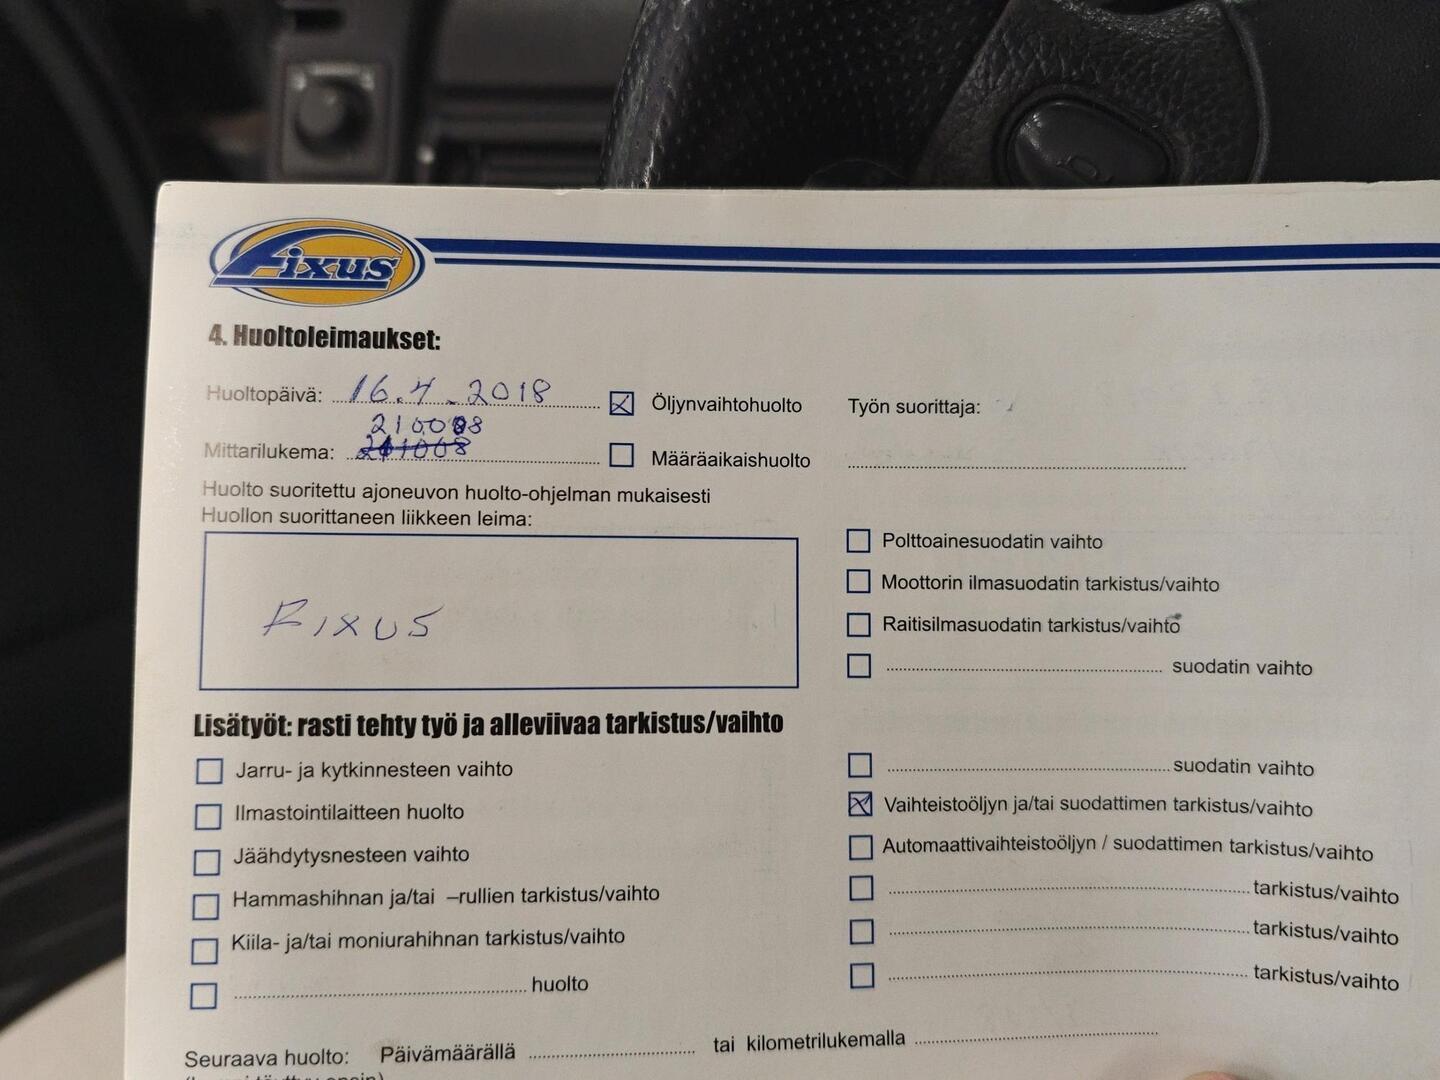 Fixus
4. Huoltoleimaukset:
Huoltopäivä: 16.4.2018
Öljynvaihtohuolto
Työn suorittaja:
210008
Mittarilukema: 211008
Määräaikaishuolto
Huolto suoritettu ajoneuvon huolto-ohjelman mukaisesti
Huollon suorittaneen liikkeen leima:
FIXUS
Polttoainesuodatin vaihto
Moottorin ilmasuodatin tarkistus/vaihto
Raitisilmasuodatin tarkistus/vaihto
suodatin vaihto
Lisätyöt: rasti tehty työ ja alleviivaa tarkistus/vaihto
Jarru- ja kytkinnesteen vaihto
Ilmastointilaitteen huolto
Jäähdytysnesteen vaihto
Hammashihnan ja/tai –rullien tarkistus/vaihto
Kiila- ja/tai moniurahihnan tarkistus/vaihto
huolto
suodatin vaihto
Vaihteistoöljyn ja/tai suodattimen tarkistus/vaihto
Automaattivaihteistoöljyn / suodattimen tarkistus/vaihto
tarkistus/vaihto
tarkistus/vaihto
tarkistus/vaihto
Seuraava huolto: Päivämäärällä tai kilometrilukemalla